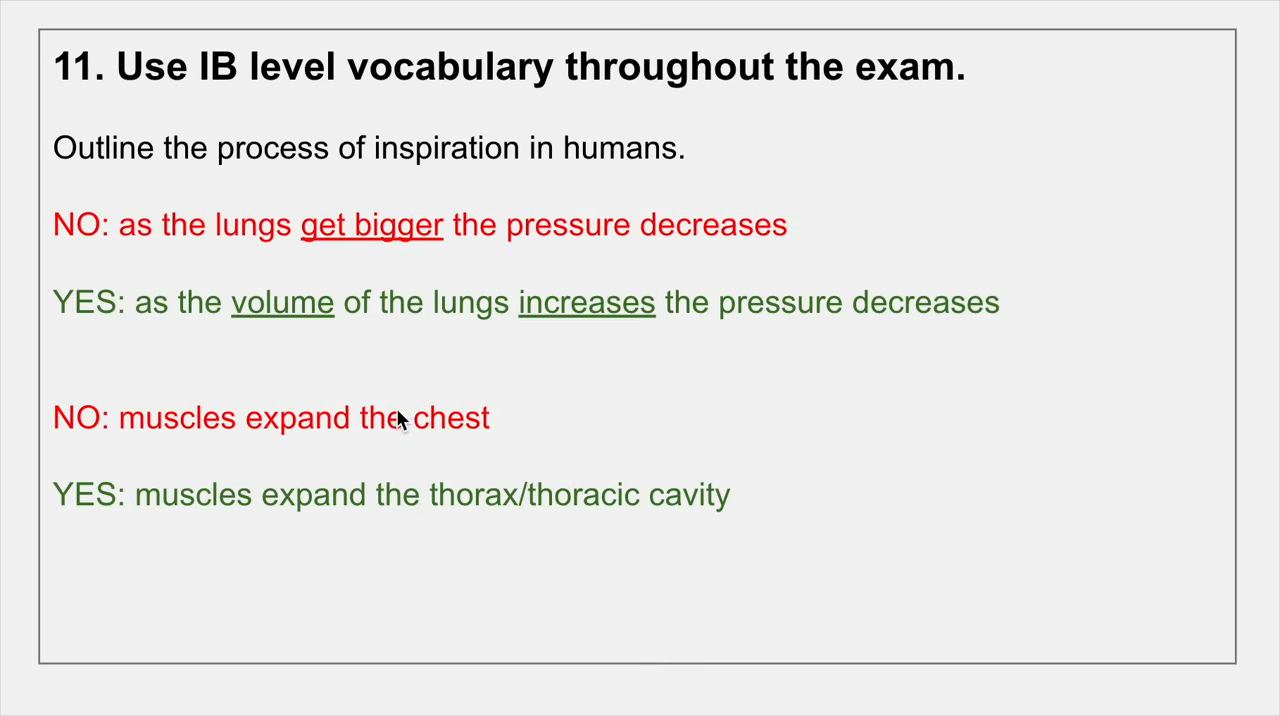 11. Use IB level vocabulary throughout the exam.
Outline the process of inspiration in humans.
NO: as the lungs get bigger the pressure decreases
YES: as the volume of the lungs increases the pressure decreases
NO: muscles expand the chest
YES: muscles expand the thorax/thoracic cavity